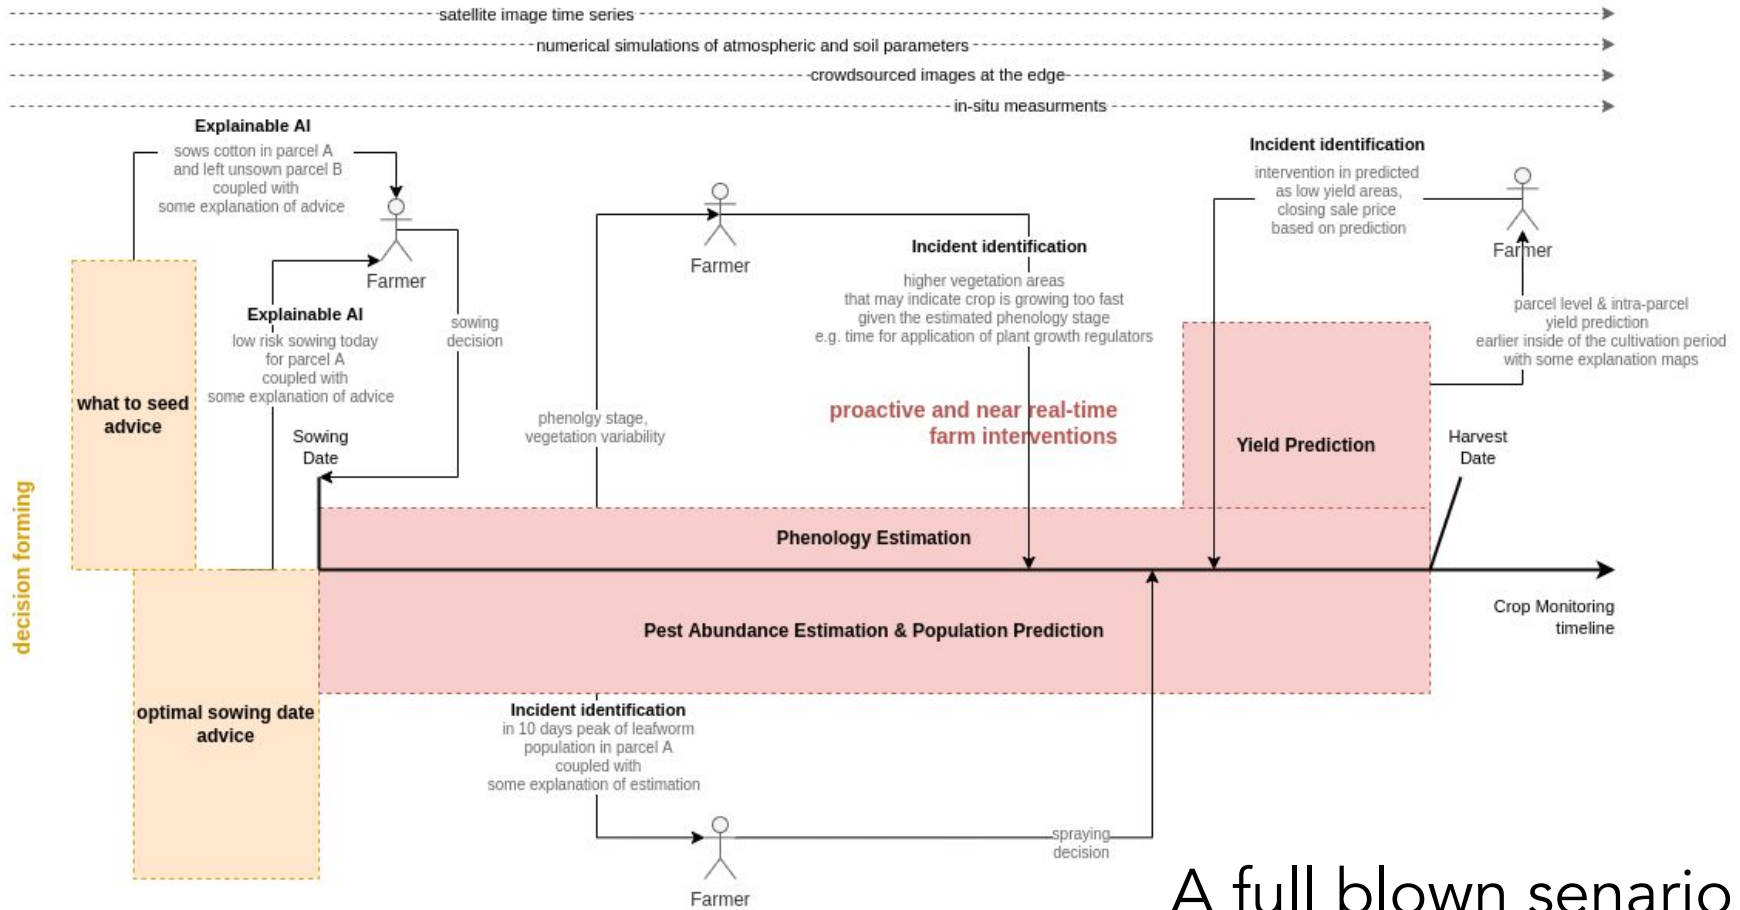 satellite image time series
numerical simulations of atmospheric and soil parameters
crowdsourced images at the edge
in-situ measurments
Explainable AI
sows cotton in parcel A
and left unsown parcel B
coupled with
some explanation of advice
Farmer
Explainable AI
low risk sowing today
for parcel A
coupled with
some explanation of advice
sowing
decision
what to seed
advice
Sowing
Date
decision forming
optimal sowing date
advice
Farmer
phenolgy stage,
vegetation variability
Incident identification
higher vegetation areas
that may indicate crop is growing too fast
given the estimated phenology stage
e.g. time for application of plant growth regulators
proactive and near real-time
farm interventions
Incident identification
intervention in predicted
as low yield areas,
closing sale price
based on prediction
Farmer
parcel level & intra-parcel
yield prediction
earlier inside of the cultivation period
with some explanation maps
Yield Prediction
Harvest
Date
Phenology Estimation
Crop Monitoring
timeline
Pest Abundance Estimation & Population Prediction
Incident identification
in 10 days peak of leafworm
population in parcel A
coupled with
some explanation of estimation
Farmer
spraying
decision
A full blown senario